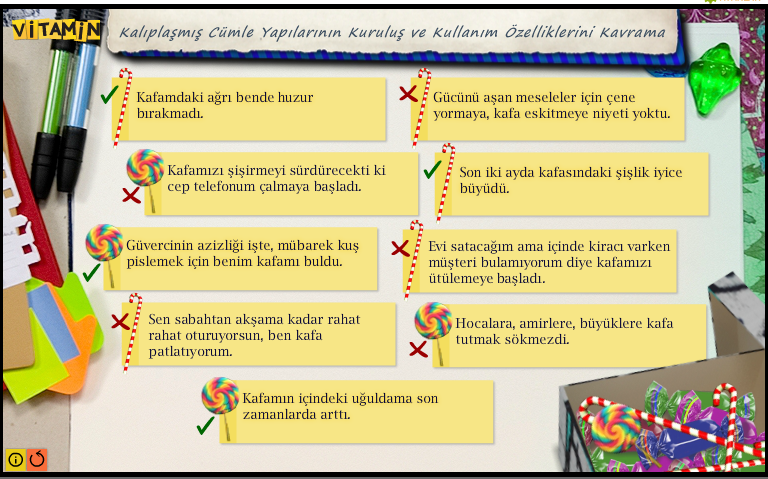 VİTAMİN
Kalıplaşmış Cümle Yapılarının Kuruluş ve Kullanım Özelliklerini Kavrama
Kafamdaki ağrı bende huzur
bırakmadı.
Gücünü aşan meseleler için çene
yormaya, kafa eskitmeye niyeti yoktu.
Kafamızı şişirmeyi sürdürecekti ki
cep telefonum çalmaya başladı.
Son iki ayda kafasındaki şişlik iyice
büyüdü.
Güvercinin azizliği işte, mübarek kuş
pislemek için benim kafamı buldu.
Evi satacağım ama içinde kiracı varken
müşteri bulamıyorum diye kafamızı
ütülemeye başladı.
Sen sabahtan akşama kadar rahat
rahat oturuyorsun, ben kafa
patlatıyorum.
Hocalara, amirlere, büyüklere kafa
tutmak sökmezdi.
Kafamın içindeki uğuldama son
zamanlarda arttı.